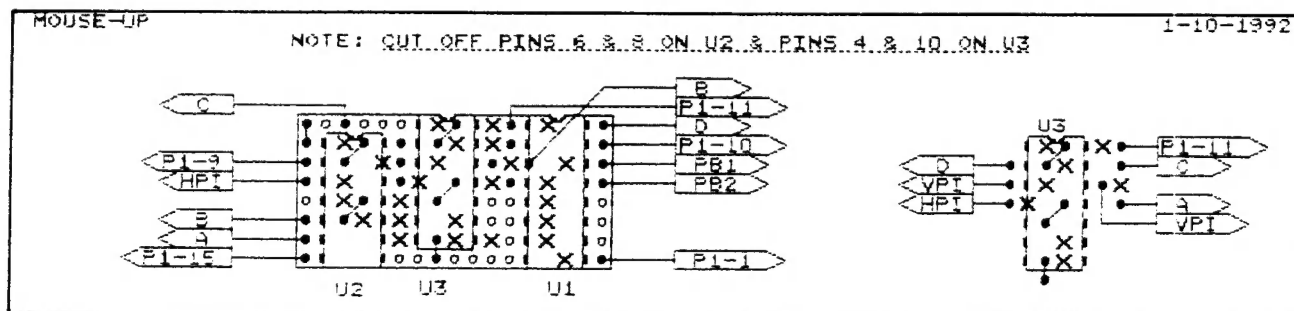 MOUSE-UP
1-10-1992
NOTE: CUT OFF PINS 6 & 8 ON U2 & PINS 4 & 10 ON U3
C
P1-9
HPI
B
A
P1-15
B
P1-11
D
P1-10
PB1
PB2
P1-1
U2
U3
U1
U3
D
VPI
HPI
P1-11
C
A
VPI